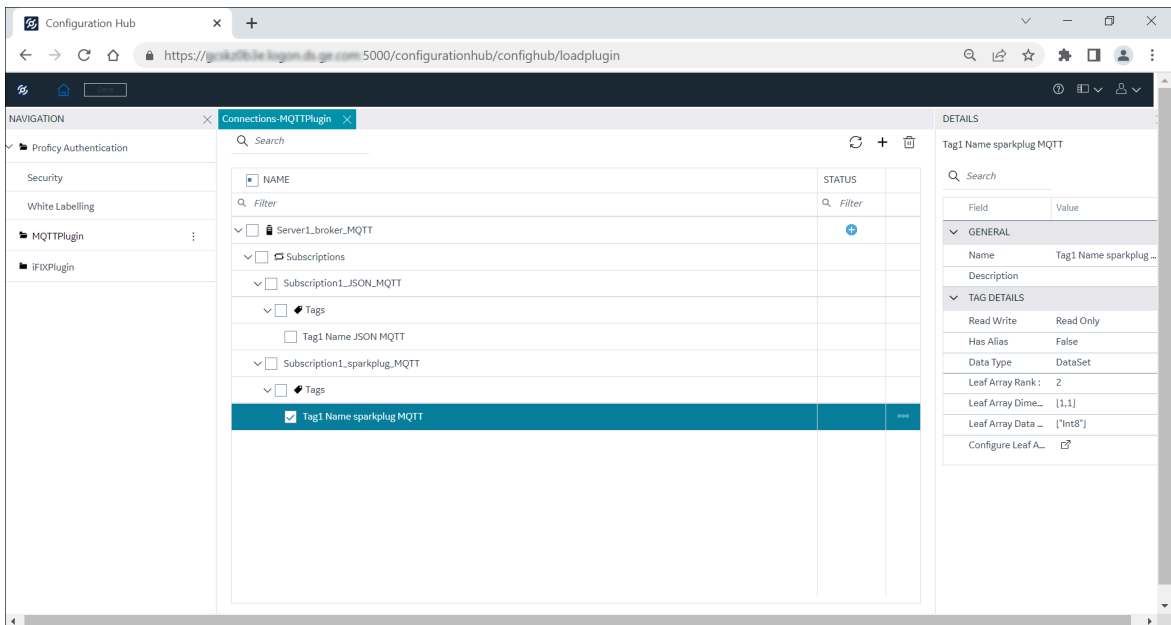 Configuration Hub
https:// 5000/configurationhub/confighub/loadplugin
Save
NAVIGATION
Proficy Authentication
Security
White Labelling
MQTTPlugin
iFIXPlugin
Connections-MQTTPlugin
Search
NAME STATUS
Filter Filter
Server1_broker_MQTT
Subscriptions
Subscription1_JSON_MQTT
Tags
Tag1 Name JSON MQTT
Subscription1_sparkplug_MQTT
Tags
Tag1 Name sparkplug MQTT
DETAILS
Tag1 Name sparkplug MQTT
Search
Field Value
GENERAL
Name Tag1 Name sparkplug ...
Description
TAG DETAILS
Read Write Read Only
Has Alias False
Data Type DataSet
Leaf Array Rank : 2
Leaf Array Dime... [1,1]
Leaf Array Data ... ["Int8"]
Configure Leaf A...